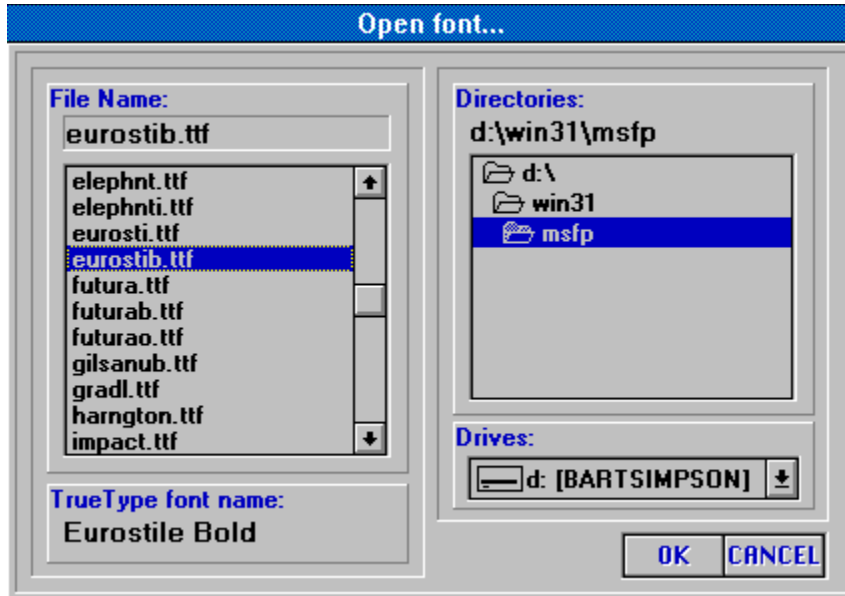 Open font...
File Name:
eurostib.ttf
elephnt.ttf
elephnti.ttf
eurosti.ttf
eurostib.ttf
futura.ttf
futurab.ttf
futurao.ttf
gilsanub.ttf
gradl.ttf
harngton.ttf
impact.ttf
TrueType font name:
Eurostile Bold
Directories:
d:\win31\msfp
d:\
win31
msfp
Drives:
d: [BARTSIMPSON]
OK
CANCEL